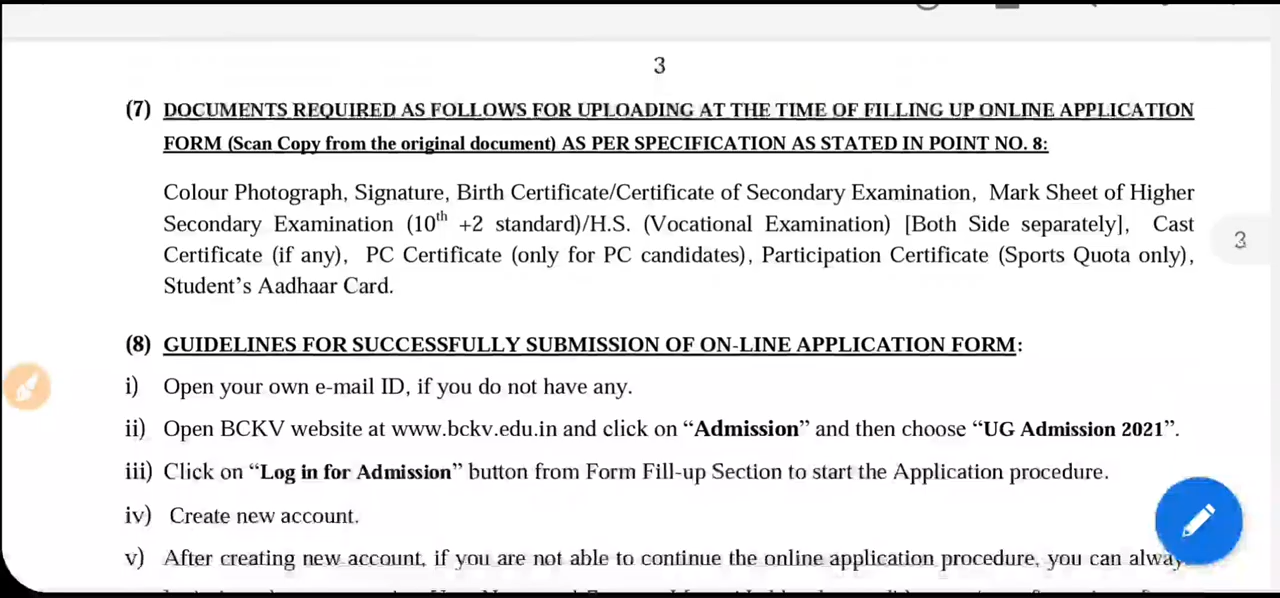 3
(7) DOCUMENTS REQUIRED AS FOLLOWS FOR UPLOADING AT THE TIME OF FILLING UP ONLINE APPLICATION
FORM (Scan Copy from the original document) AS PER SPECIFICATION AS STATED IN POINT NO. 8:
Colour Photograph, Signature, Birth Certificate/Certificate of Secondary Examination, Mark Sheet of Higher
Secondary Examination (10th +2 standard)/H.S. (Vocational Examination) [Both Side separately], Cast
Certificate (if any), PC Certificate (only for PC candidates), Participation Certificate (Sports Quota only),
3
Student's Aadhaar Card.
(8) GUIDELINES FOR SUCCESSFULLY SUBMISSION OF ON-LINE APPLICATION FORM:
i) Open your own e-mail ID, if you do not have any.
ii) Open BCKV website at www.bckv.edu.in and click on “Admission” and then choose “UG Admission 2021”.
iii) Click on “Log in for Admission” button from Form Fill-up Section to start the Application procedure.
iv) Create new account.
v) After creating new account, if you are not able to continue the online application procedure, you can